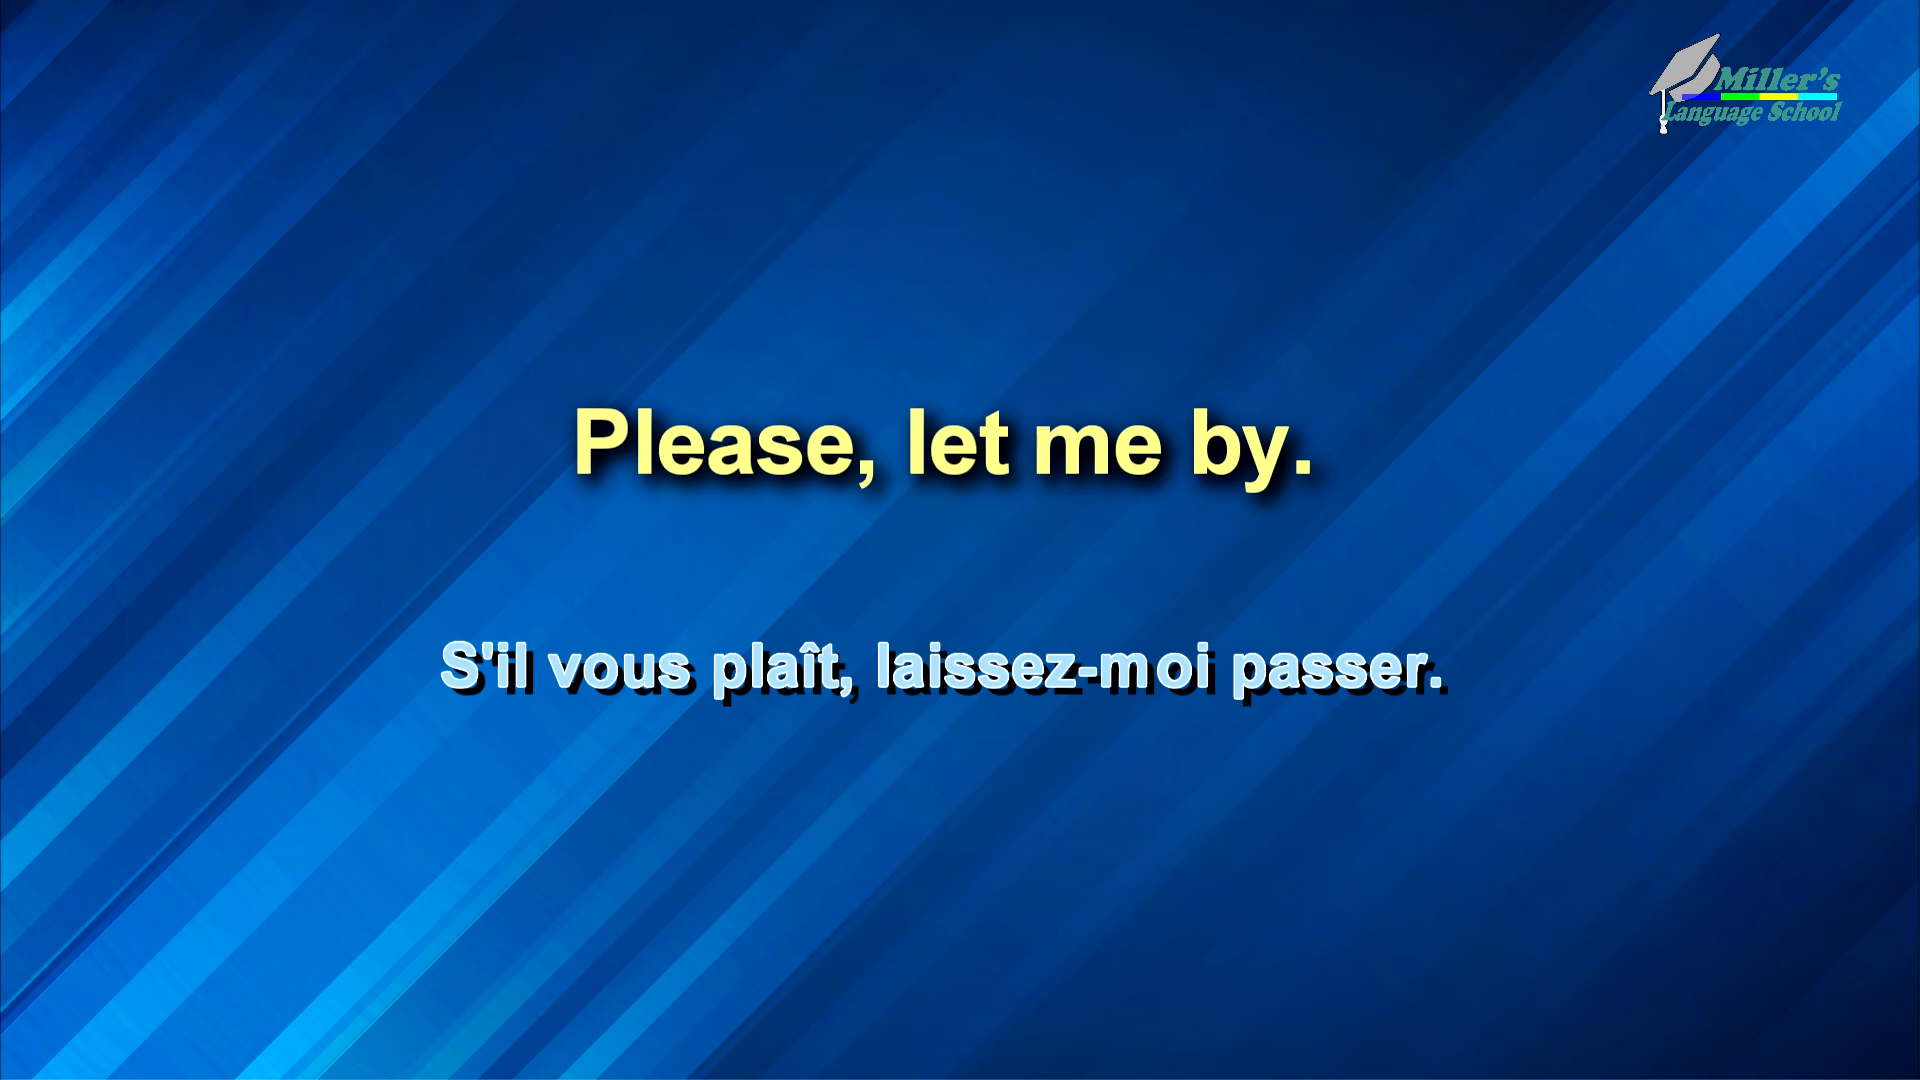 Miller's
Language School
Please, let me by.
S'il vous plaît, laissez-moi passer.